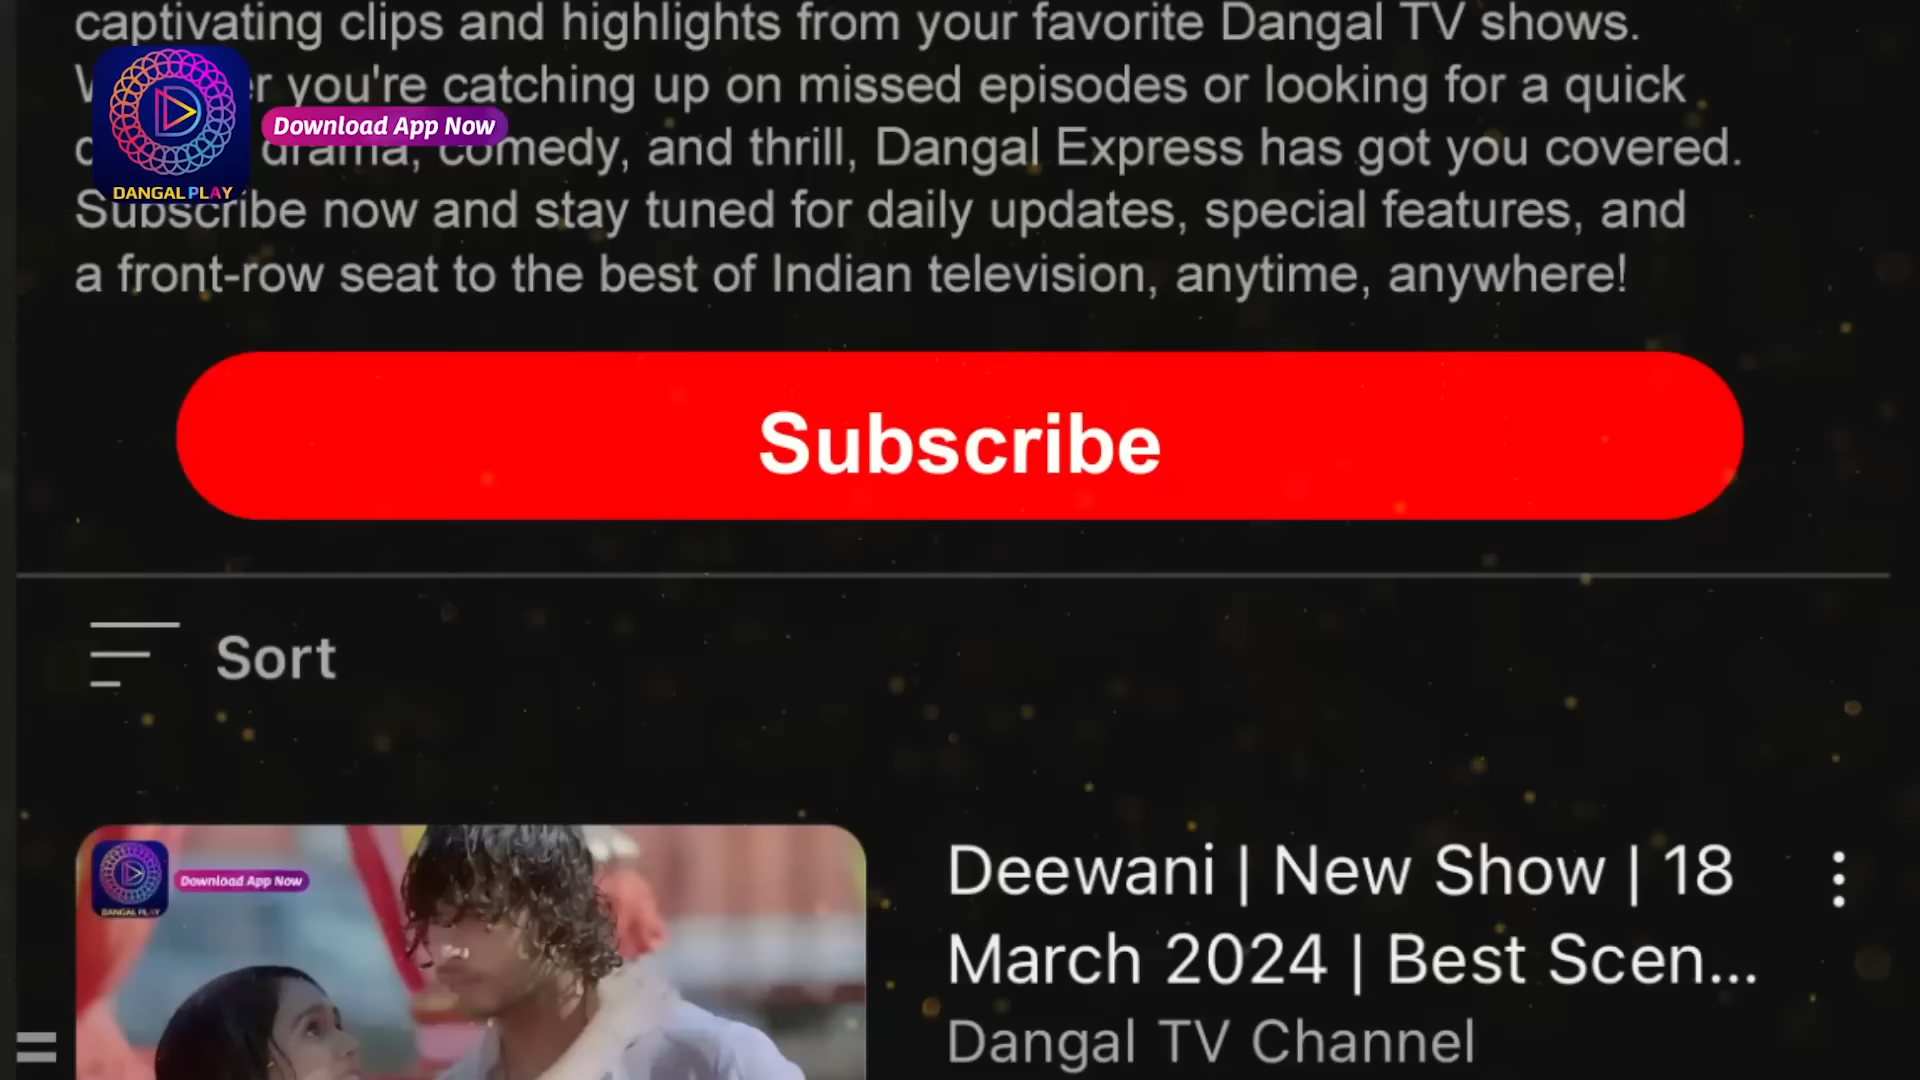 captivating clips and highlights from your favorite Dangal TV shows.
you're catching up on missed episodes or looking for a quick
drama, comedy, and thrill, Dangal Express has got you covered.
Subscribe now and stay tuned for daily updates, special features, and
a front-row seat to the best of Indian television, anytime, anywhere!
Download App Now
DANGAL PLAY
Subscribe
Sort
Download App Now
DANGAL PLAY
Deewani | New Show | 18
March 2024 | Best Scen...
Dangal TV Channel